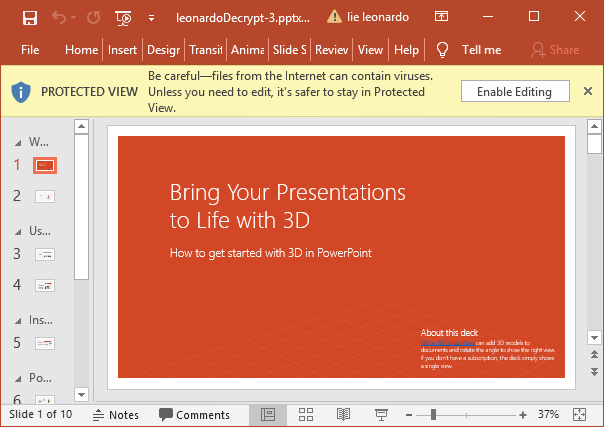 leonardoDecrypt-3.pptx... lie leonardo
File Home Insert Desigr Transit Anima Slide S Review View Help Tell me Share
PROTECTED VIEW
Be careful—files from the Internet can contain viruses.
Unless you need to edit, it's safer to stay in Protected
View.
Enable Editing
W...
1
2
Us...
3
4
Ins...
5
Po...
6
Bring Your Presentations
to Life with 3D
How to get started with 3D in PowerPoint
About this deck
can add 3D models to
documents and rotate the angle to show the right view.
If you don't have a subscription, the deck simply shows
a single view.
Slide 1 of 10 Notes Comments 37%